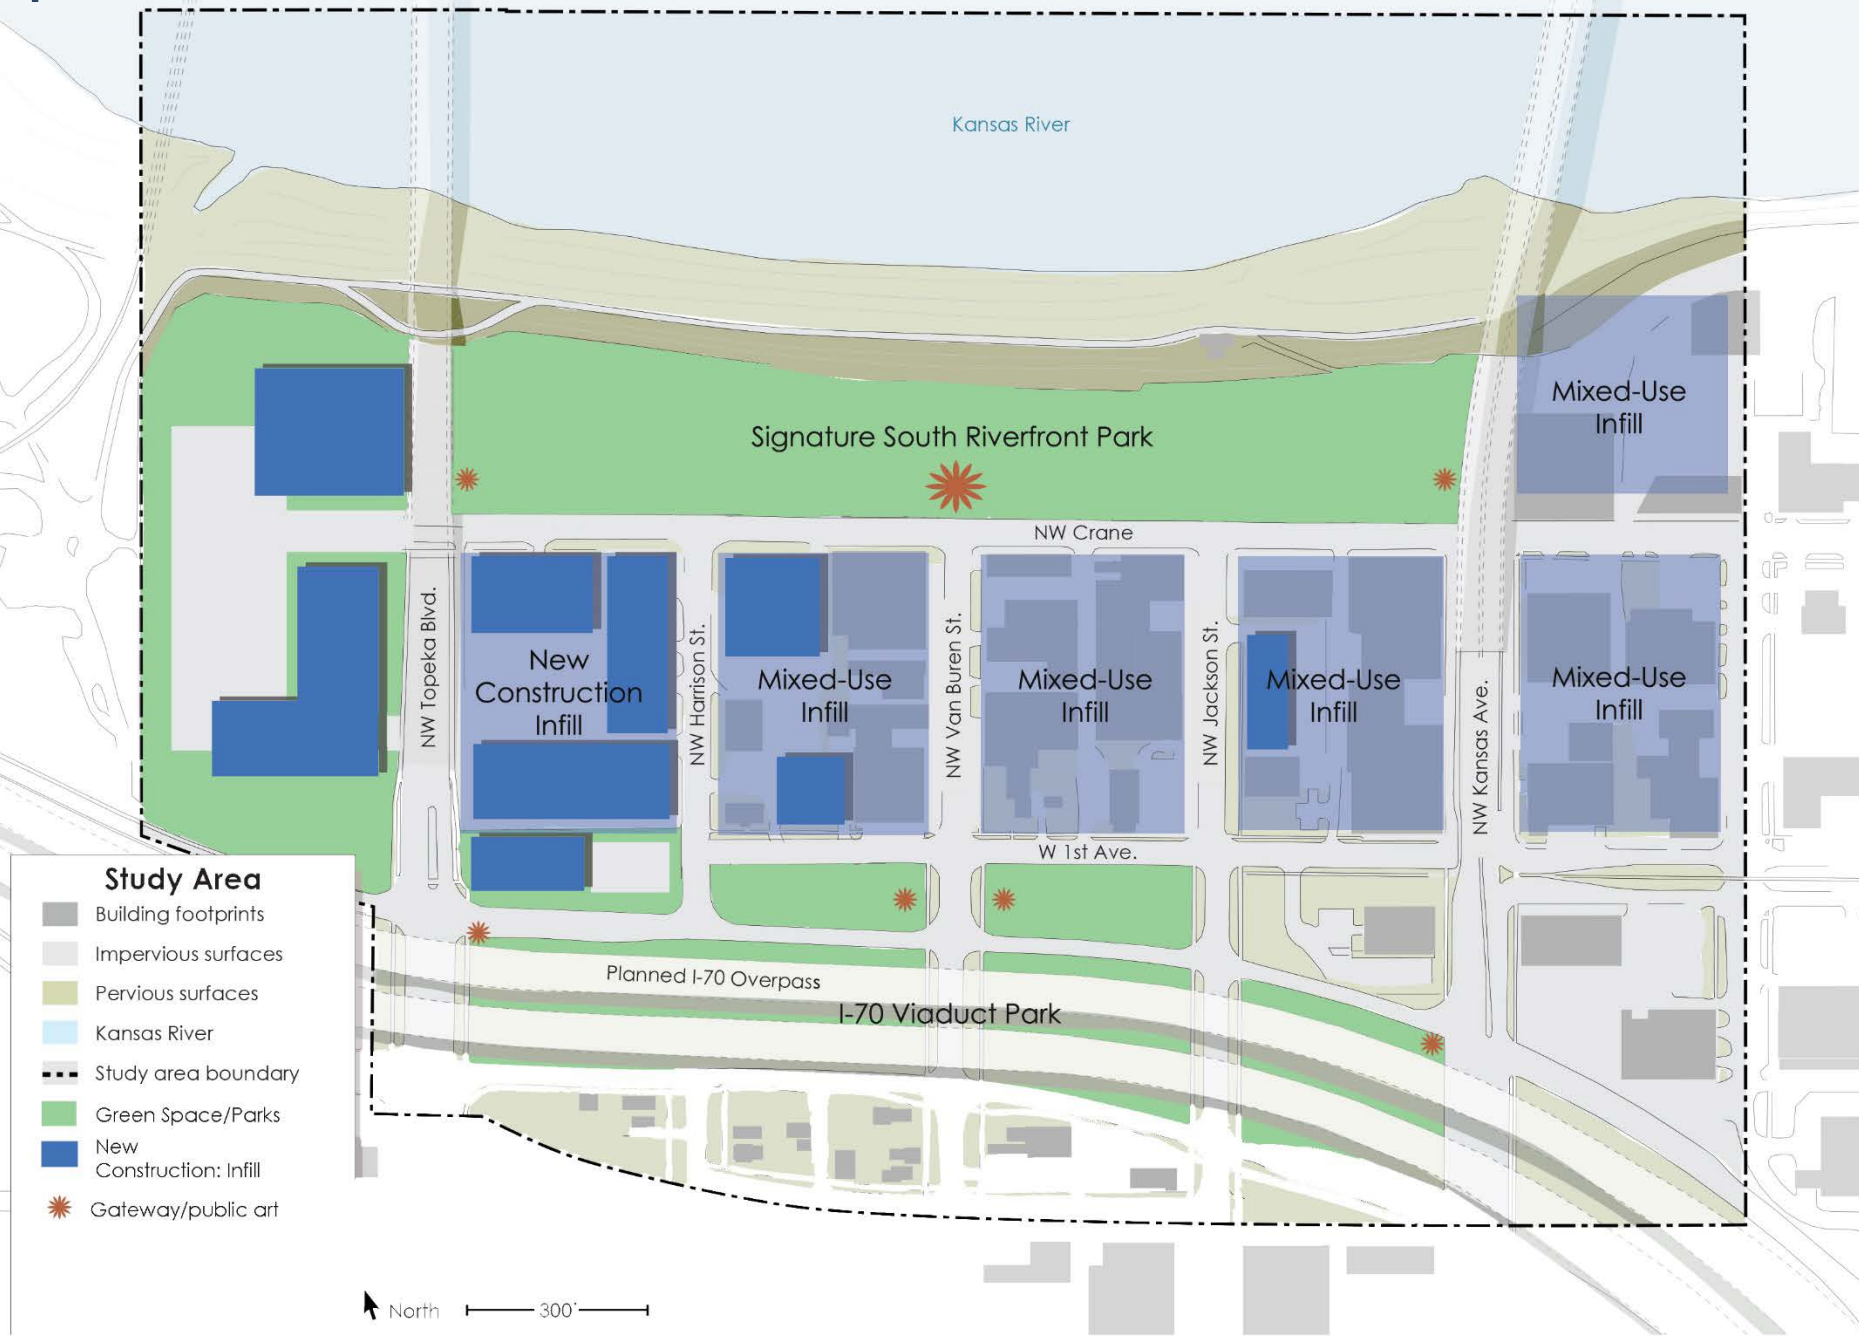 Kansas River
Mixed-Use
Infill
Signature South Riverfront Park
NW Crane
NW Topeka Blvd.
New
Construction
Infill
NW Harrison St.
Mixed-Use
Infill
NW Van Buren St.
Mixed-Use
Infill
NW Jackson St.
Mixed-Use
Infill
NW Kansas Ave.
Mixed-Use
Infill
W 1st Ave.
Planned I-70 Overpass
I-70 Viaduct Park
Study Area
Building footprints
Impervious surfaces
Pervious surfaces
Kansas River
Study area boundary
Green Space/Parks
New
Construction: Infill
Gateway/public art
North
300'